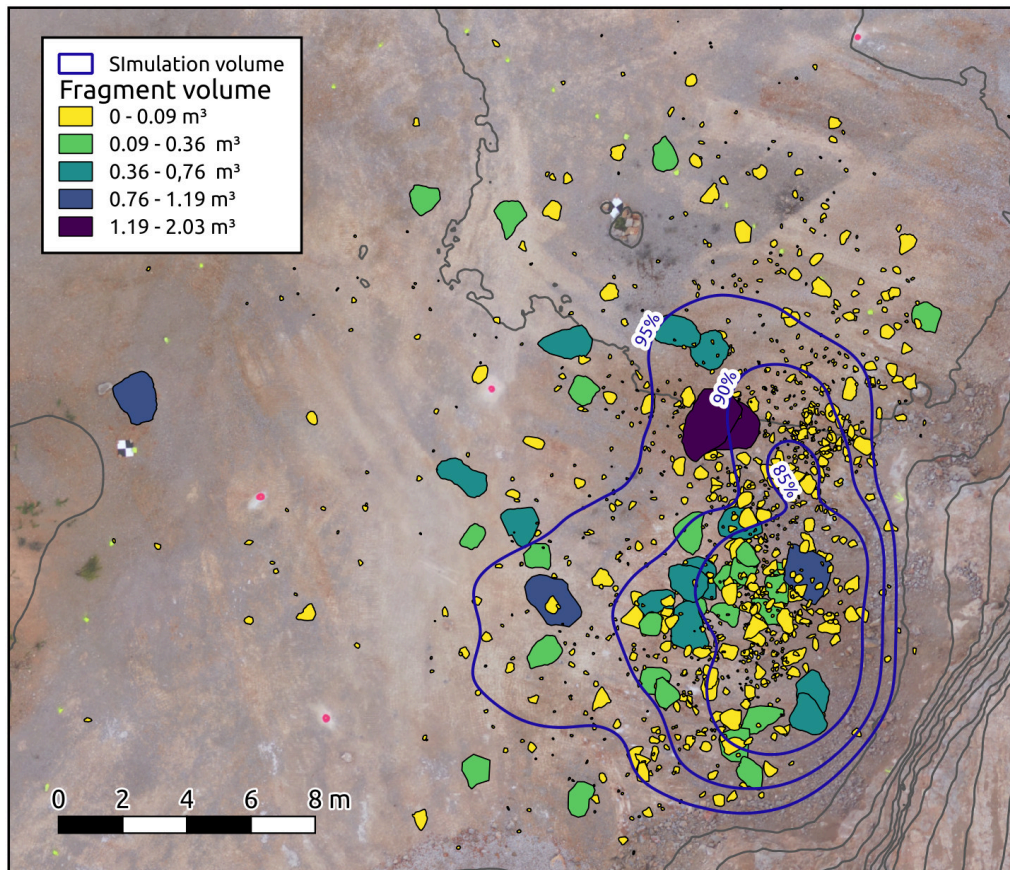 SImulation volume
Fragment volume
0 - 0.09 m³
0.09 - 0.36 m³
0.36 - 0,76 m³
0.76 - 1.19 m³
1.19 - 2.03 m³
95%
90%
85%
0 2 4 6 8 m